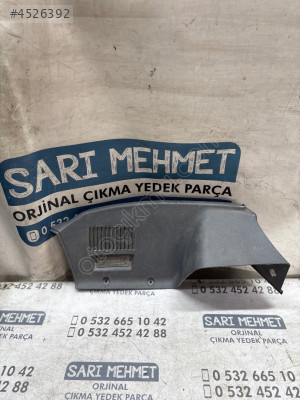 #4526392
SARI MEHMET
ORJİNAL ÇIKMA YEDEK PARÇA
0 532 452 42 88
SARI MEHMET
ORJİNAL
ÇIKMA YEDEK PARÇA
0 532 665 10 42
0 532 452 42 88
SARI MEHMET
ORJİNAL
ÇIKMA YEDEK PARÇA
0 532 665 10 42
0 532 452 42 88